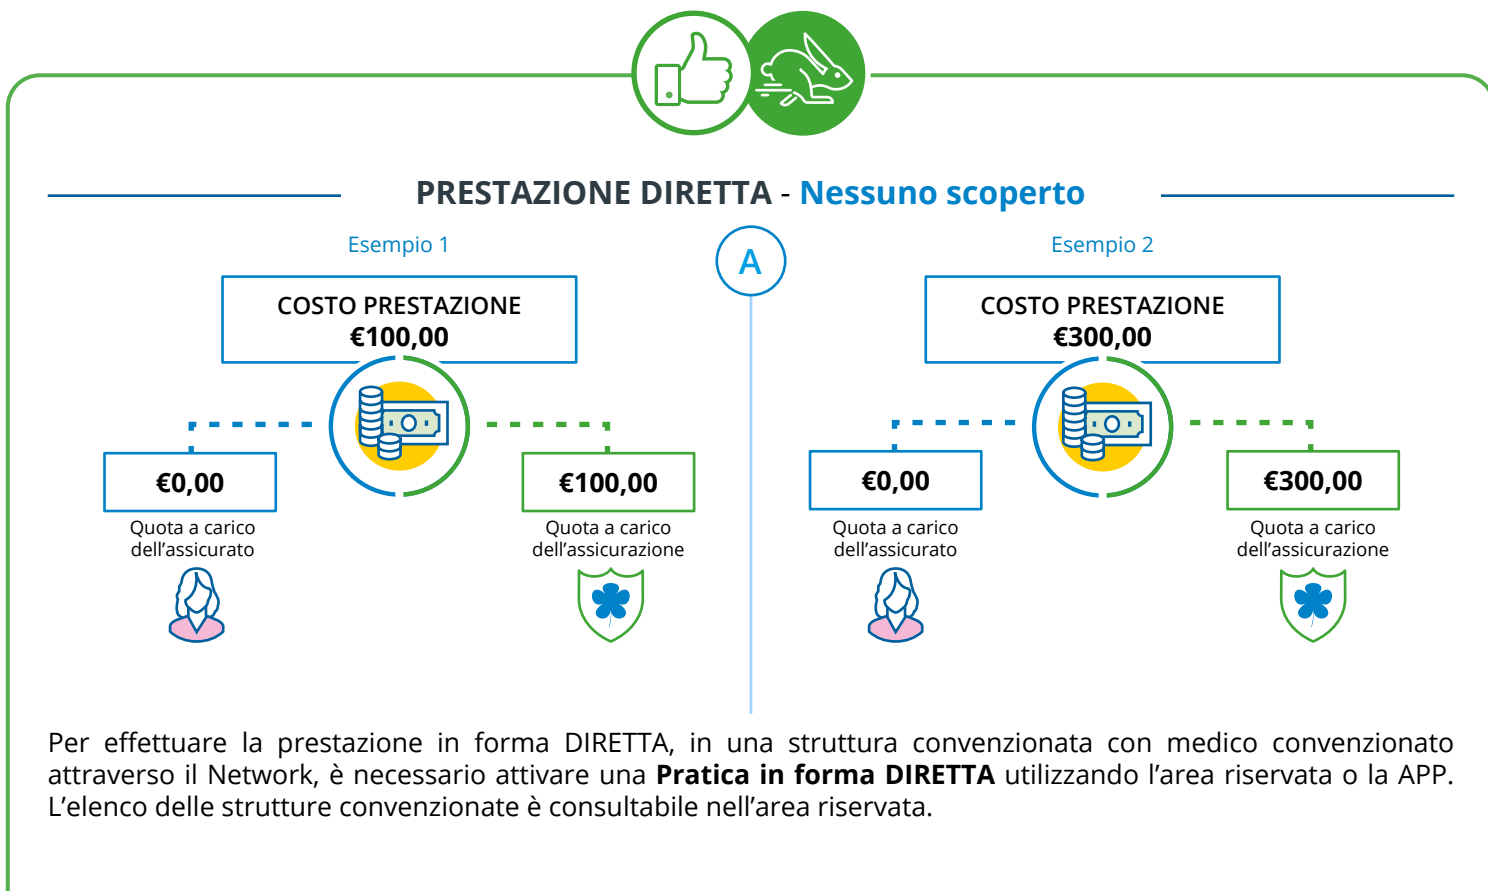 PRESTAZIONE DIRETTA - Nessuno scoperto
A
Esempio 1
COSTO PRESTAZIONE
€100,00
€0,00
Quota a carico
dell’assicurato
€100,00
Quota a carico
dell’assicurazione
Esempio 2
COSTO PRESTAZIONE
€300,00
€0,00
Quota a carico
dell’assicurato
€300,00
Quota a carico
dell’assicurazione
Per effettuare la prestazione in forma DIRETTA, in una struttura convenzionata con medico convenzionato
attraverso il Network, è necessario attivare una Pratica in forma DIRETTA utilizzando l’area riservata o la APP.
L’elenco delle strutture convenzionate è consultabile nell’area riservata.